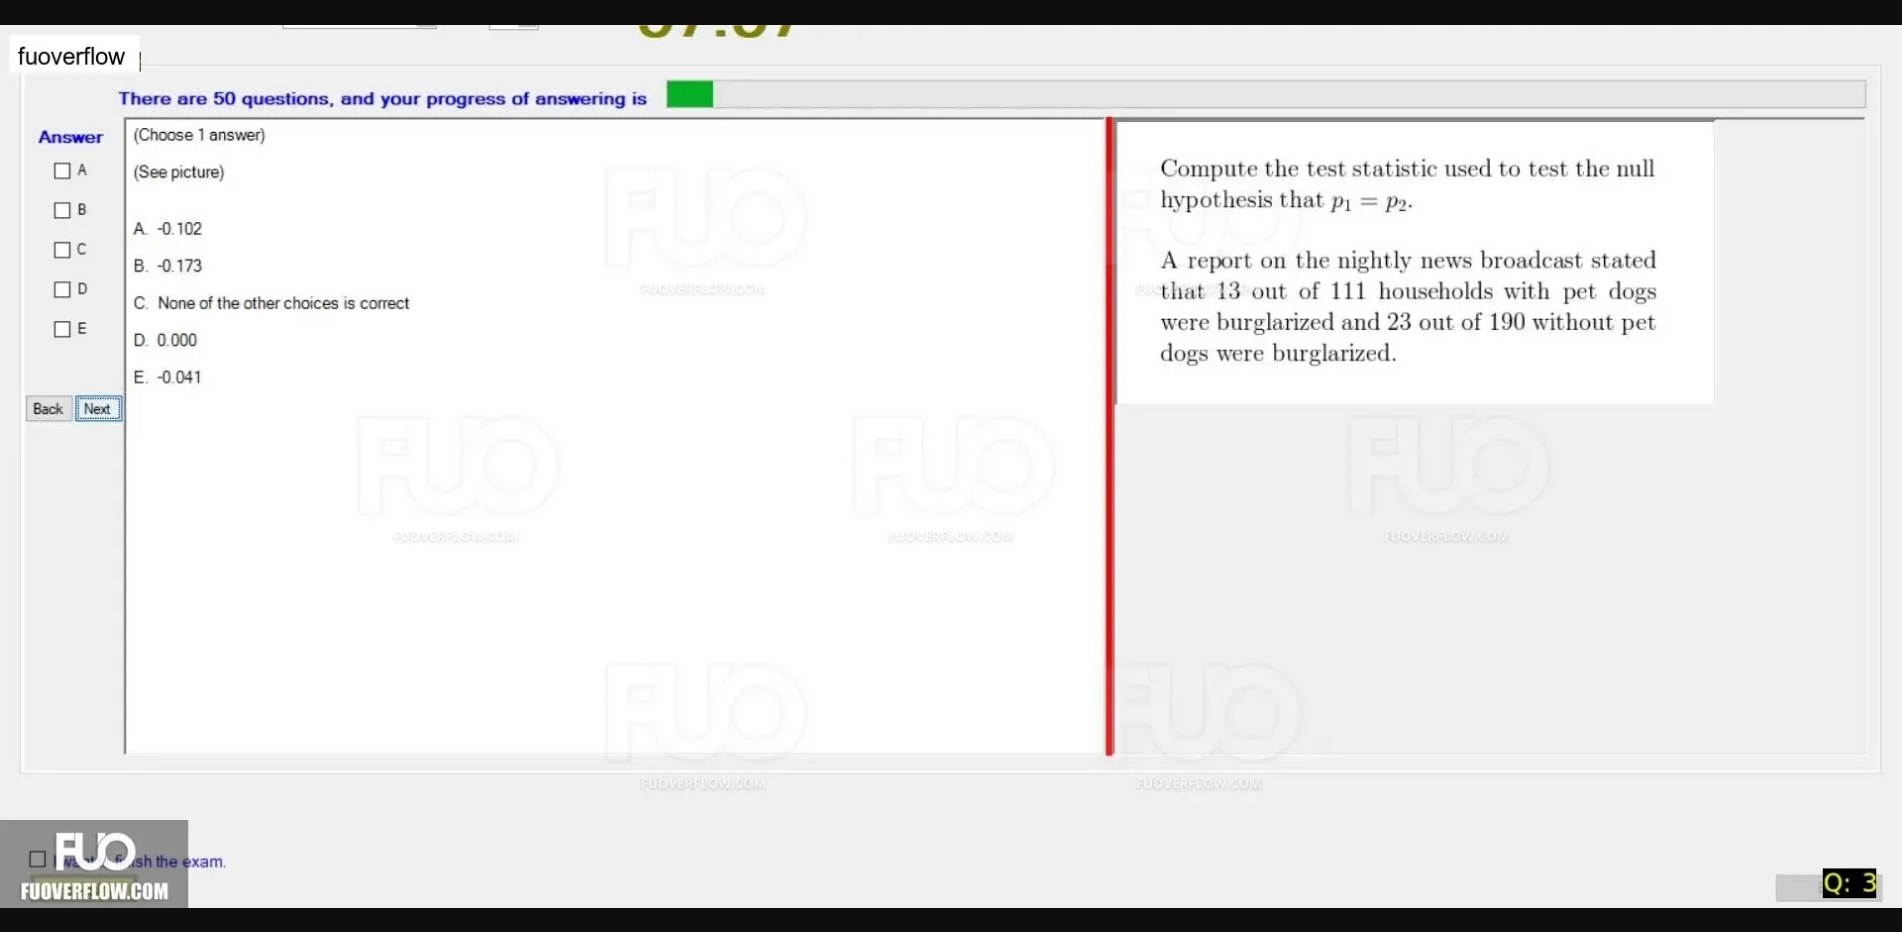 fuoverflow
There are 50 questions, and your progress of answering is
Answer
A
B
C
D
E
Back Next
(Choose 1 answer)
(See picture)
A. -0.102
B. -0.173
C. None of the other choices is correct
D. 0.000
E. -0.041
Compute the test statistic used to test the null
hypothesis that p₁ = p₂.
A report on the nightly news broadcast stated
that 13 out of 111 households with pet dogs
were burglarized and 23 out of 190 without pet
dogs were burglarized.
FUO
FUOVERFLOW.COM
FUO
FUOVERFLOW.COM
FUO
FUOVERFLOW.COM
FUO
FUOVERFLOW.COM
FUO
FUOVERFLOW.COM
FUO
FUOVERFLOW.COM
FUO
FUOVERFLOW.COM
FUO
the exam.
FUOVERFLOW.COM
Q: 3